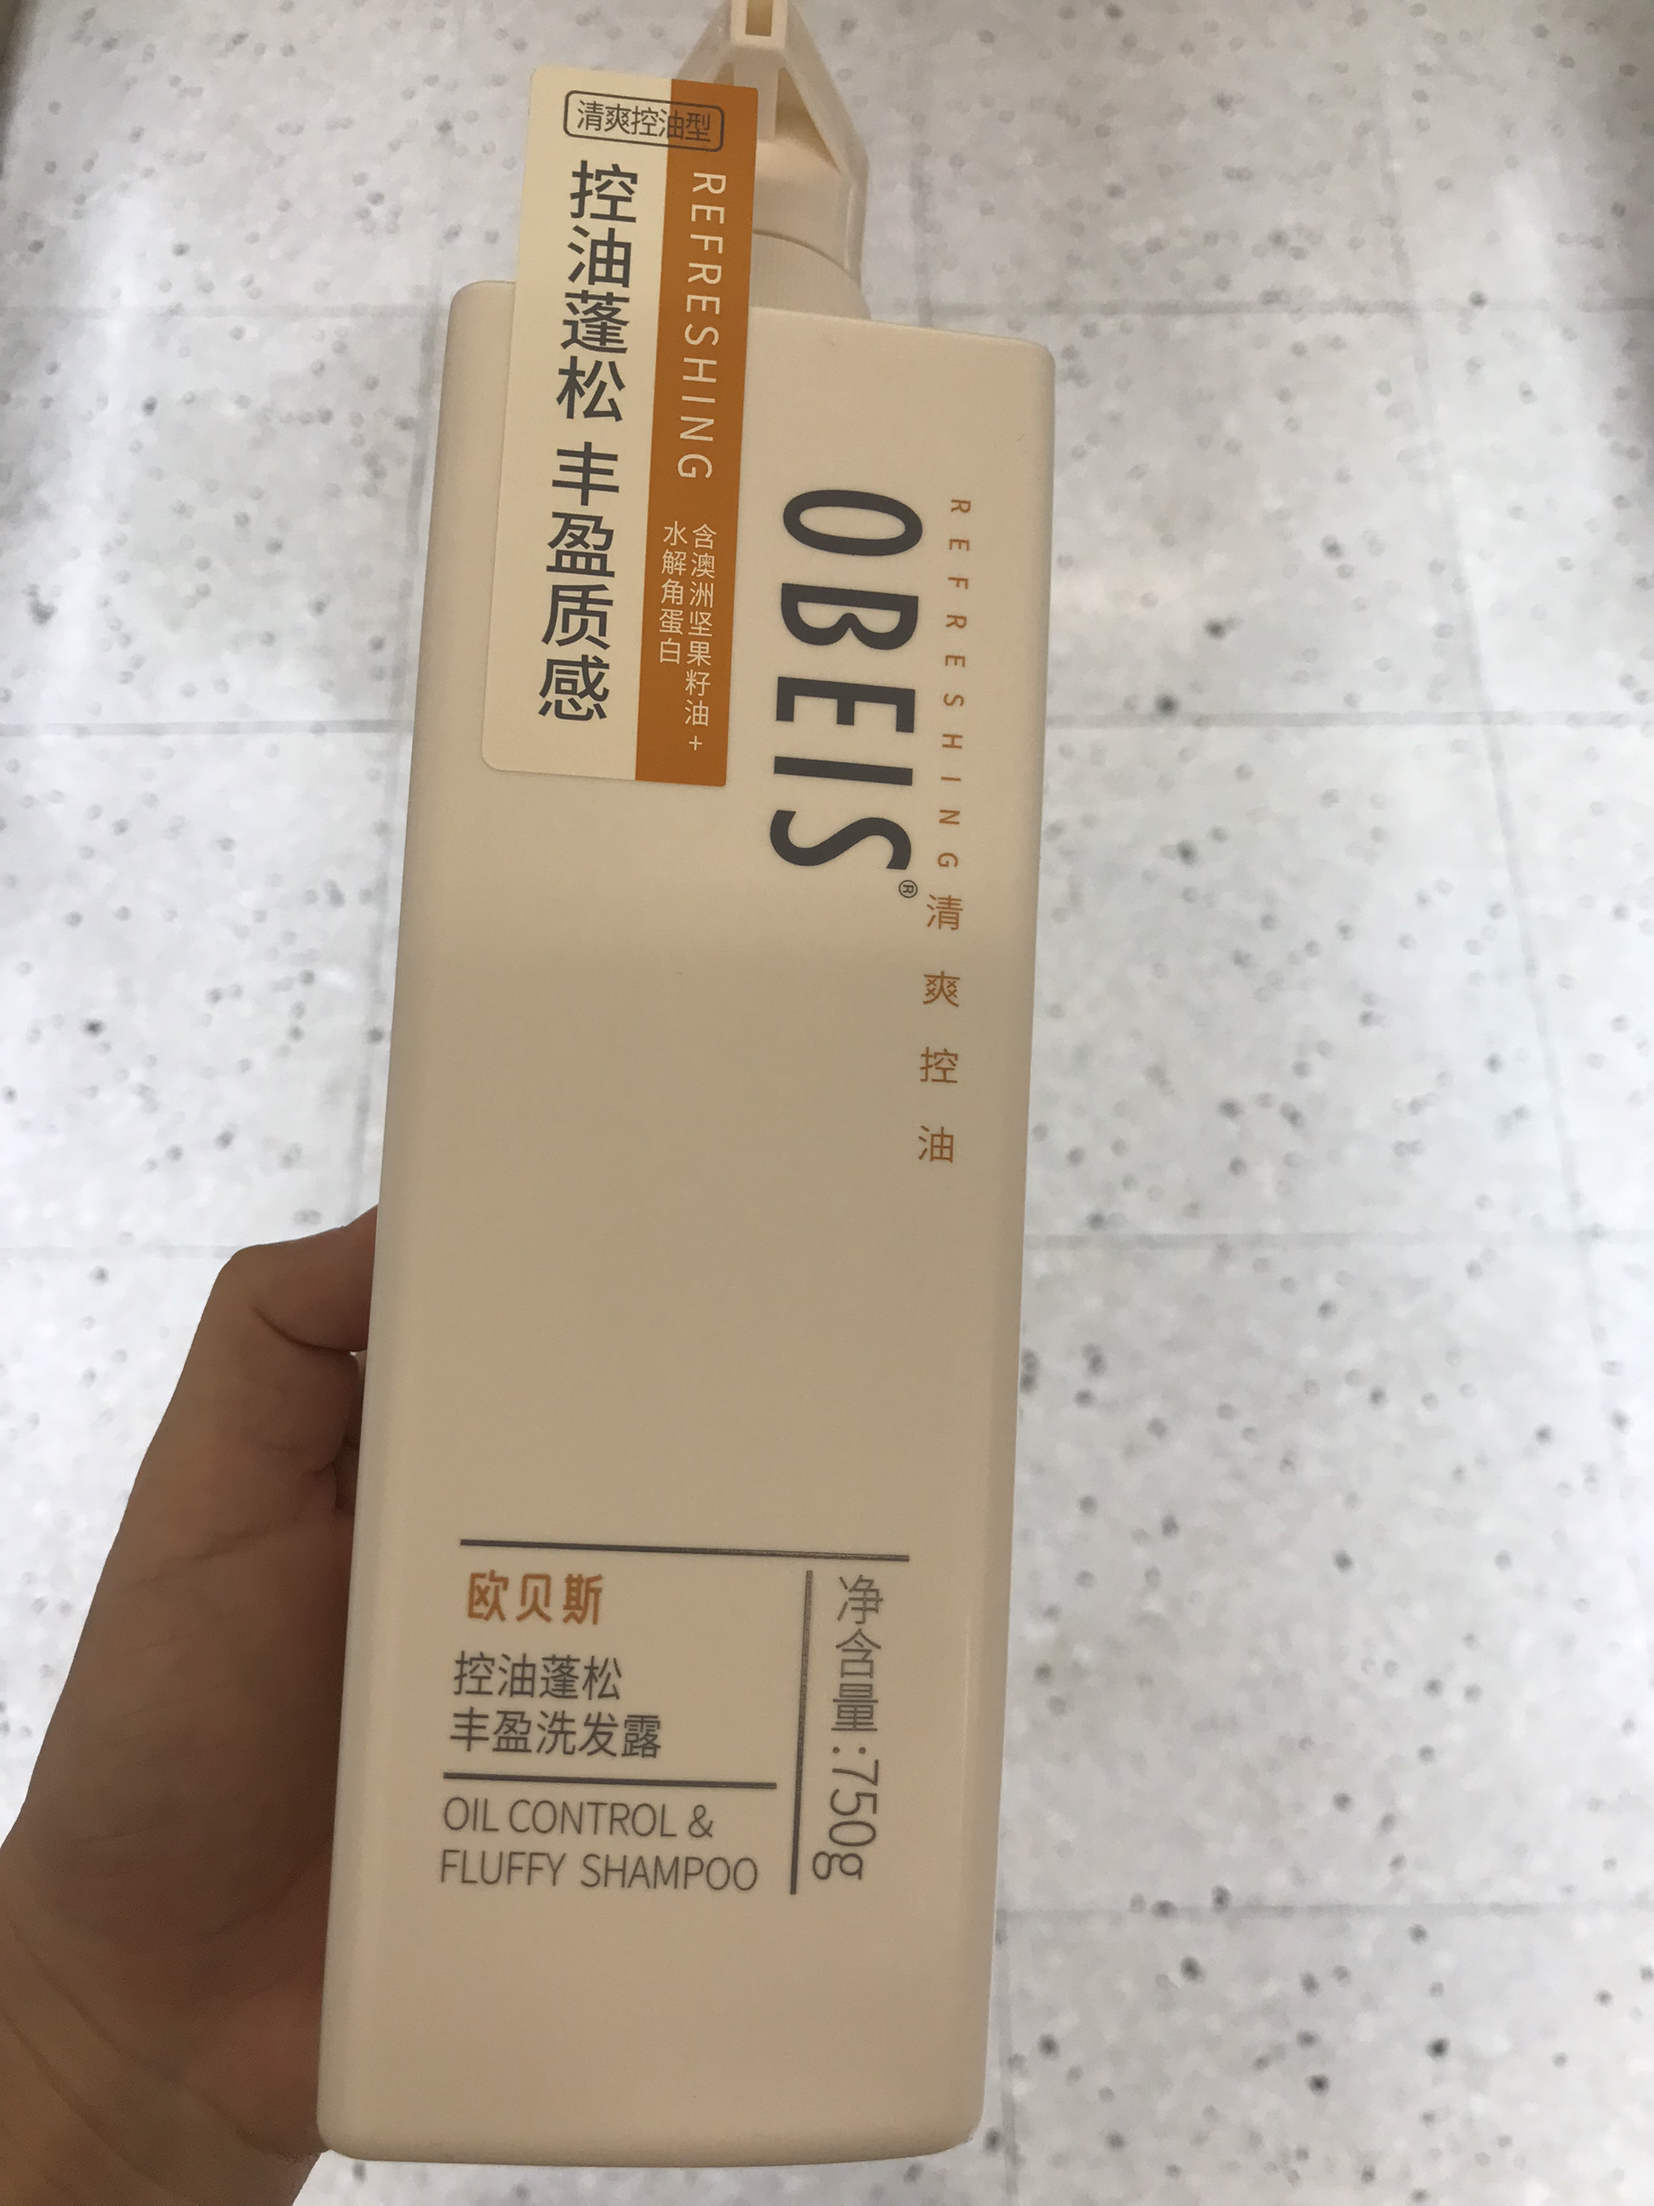 清爽控油型
控油蓬松 丰盈质感
REFRESHING
含澳洲坚果籽油+
水解角蛋白
REFRESHING 清爽控油
OBEIS®
欧贝斯
控油蓬松
丰盈洗发露
OIL CONTROL &
FLUFFY SHAMPOO
净含量:750g